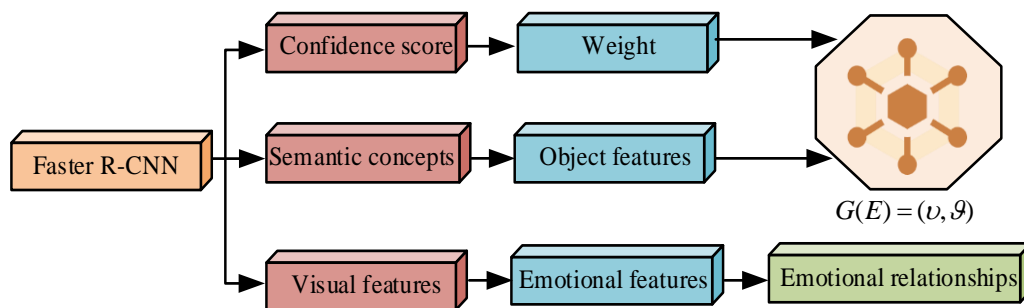 Confidence score
Weight
Faster R-CNN
Semantic concepts
Object features
G(E) = (υ, ϑ)
Visual features
Emotional features
Emotional relationships